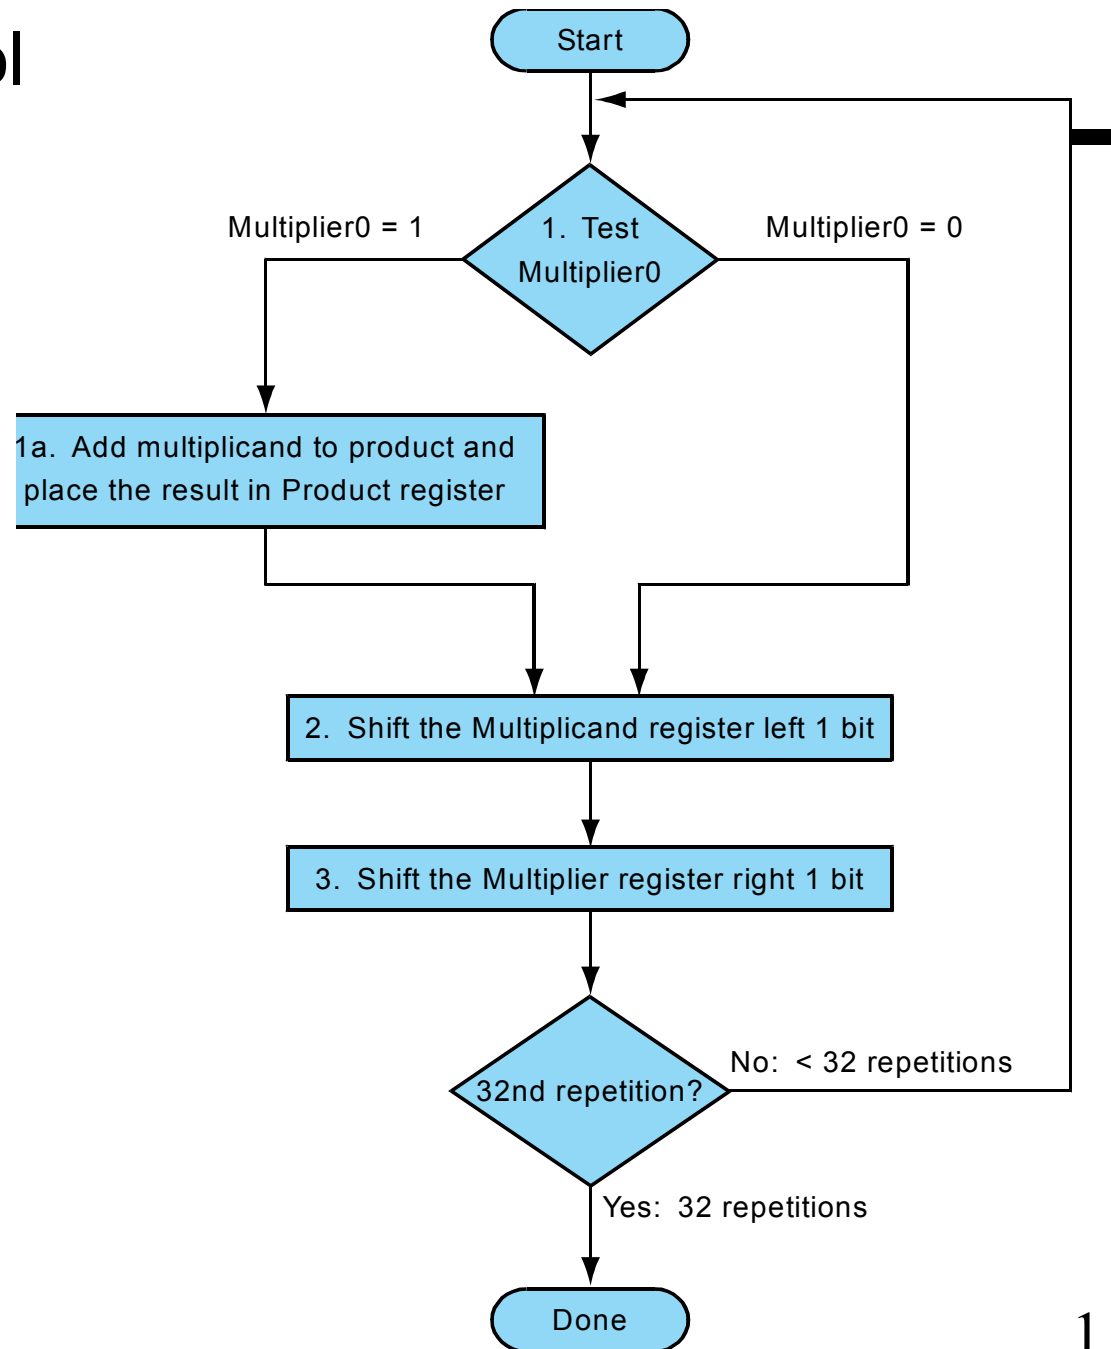 Start
Multiplier0 = 1
1. Test
Multiplier0
Multiplier0 = 0
1a. Add multiplicand to product and
place the result in Product register
2. Shift the Multiplicand register left 1 bit
3. Shift the Multiplier register right 1 bit
32nd repetition?
No: < 32 repetitions
Yes: 32 repetitions
Done
1